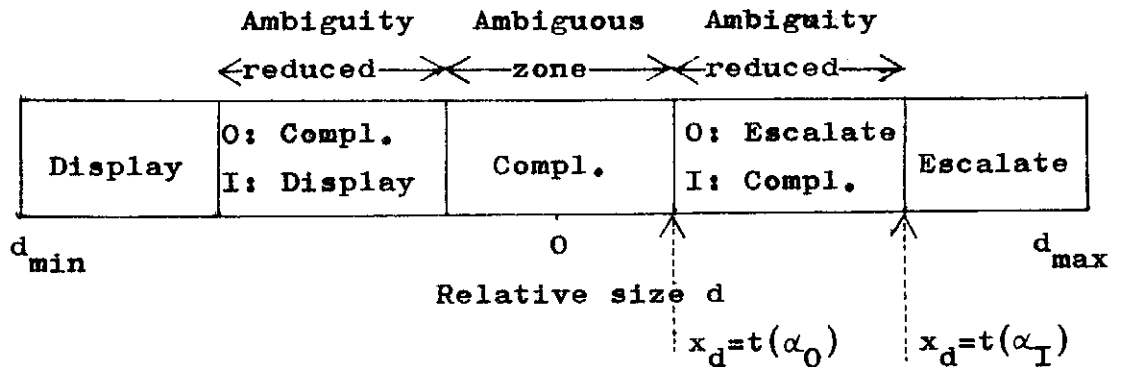 Ambiguity Ambiguous Ambiguity
reduced zone reduced
Display O: Compl. Compl. O: Escalate Escalate
I: Display I: Compl.
d_min 0 d_max
Relative size d
x_d=t(α_O) x_d=t(α_I)